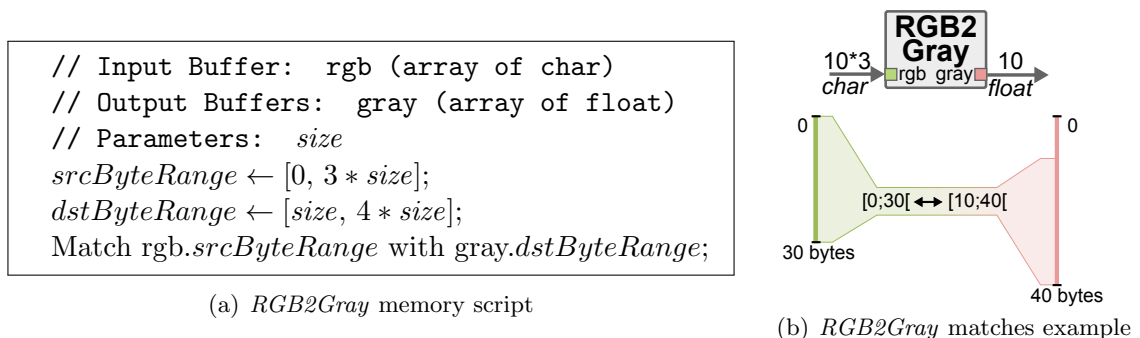 // Input Buffer: rgb (array of char)
// Output Buffers: gray (array of float)
// Parameters: size
srcByteRange ← [0, 3 ∗ size];
dstByteRange ← [size, 4 ∗ size];
Match rgb.srcByteRange with gray.dstByteRange;
(a) RGB2Gray memory script
RGB2
Gray
10*3
rgb gray
10
char
float
0
0
[0;30[ ↔ [10;40[
30 bytes
40 bytes
(b) RGB2Gray matches example